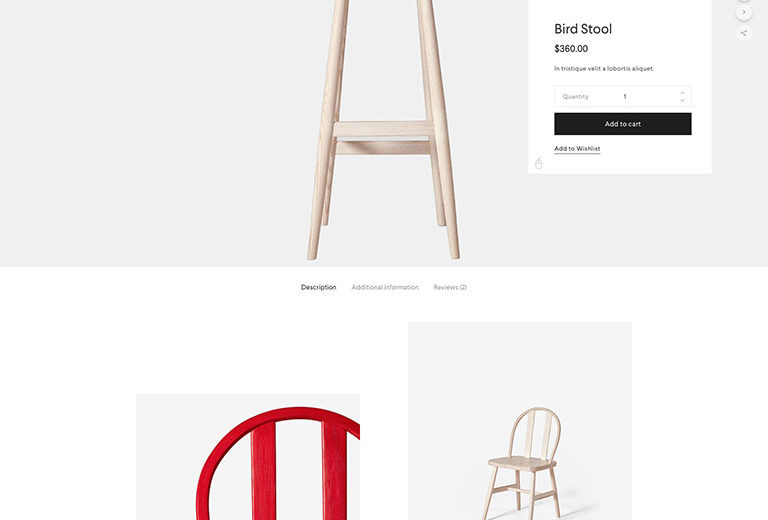 Bird Stool
$360.00
In tristique velit a lobortis aliquet.
Quantity 1
Add to cart
Add to Wishlist
Description Additional information Reviews (2)